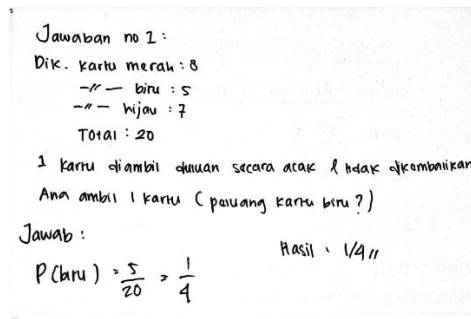 Jawaban no 2 :
Dik. kartu merah : 8
-〃- biru : 5
-〃- hijau : 7
Total : 20
1 kartu diambil duluan secara acak & tidak dikembalikan
Ana ambil 1 kartu (peluang kartu biru ?)
Jawab :
P(biru) = 5/20 = 1/4
Hasil : 1/4 //